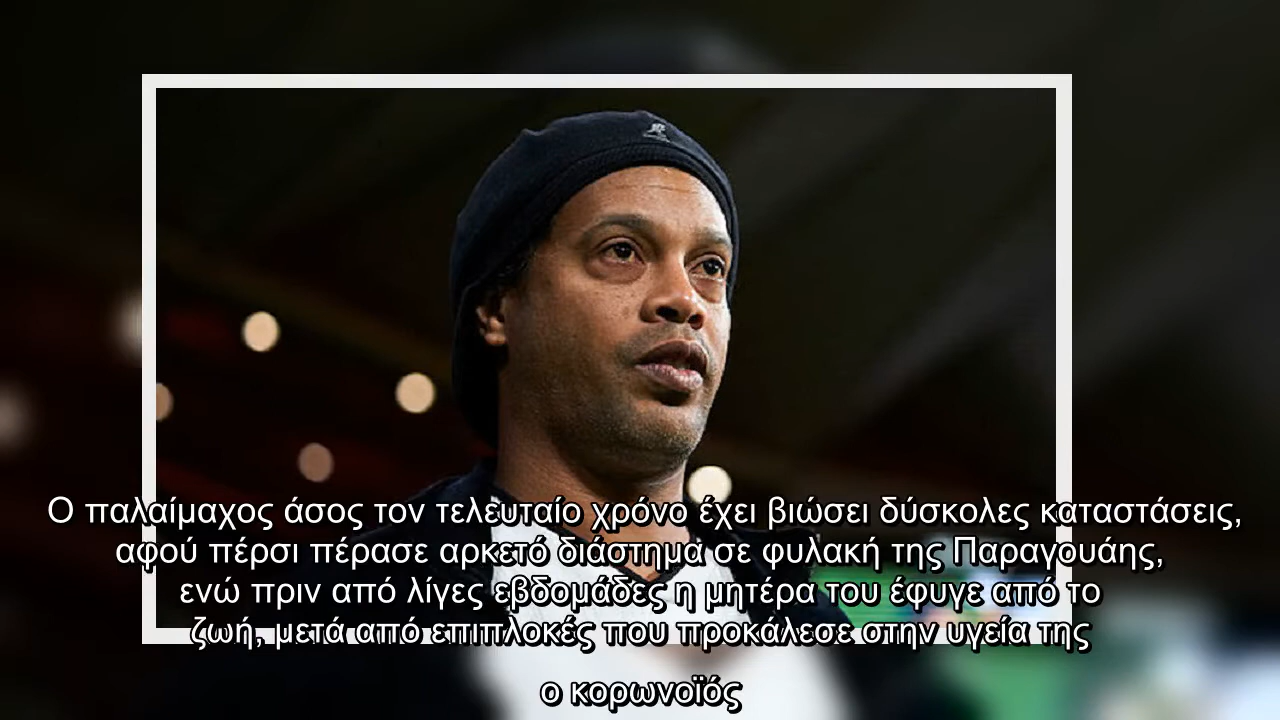 Ο παλαίμαχος άσος τον τελευταίο χρόνο έχει βιώσει δύσκολες καταστάσεις,
αφού πέρσι πέρασε αρκετό διάστημα σε φυλακή της Παραγουάης,
ενώ πριν από λίγες εβδομάδες η μητέρα του έφυγε από το
ζωή, μετά από επιπλοκές που προκάλεσε στην υγεία της
ο κορωνοϊός